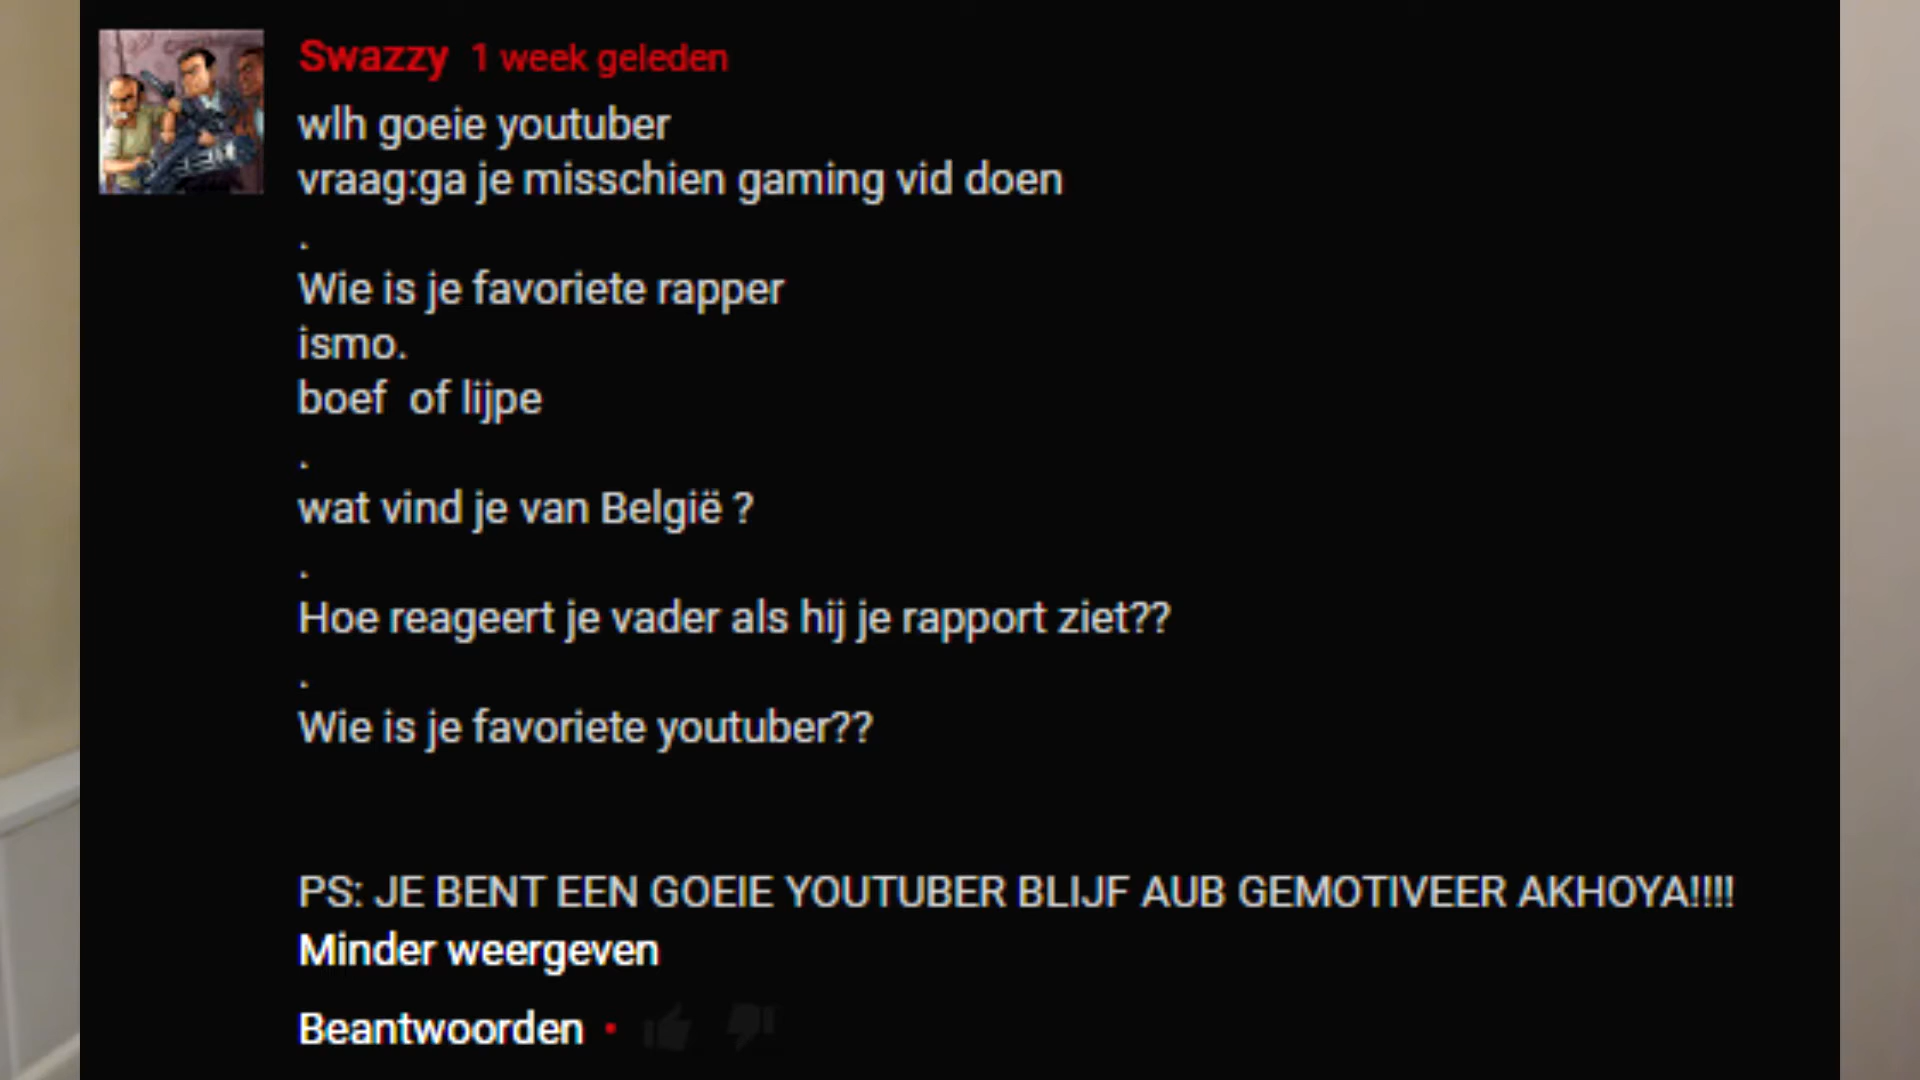 Swazzy 1 week geleden
wlh goeie youtuber
vraag:ga je misschien gaming vid doen
.
Wie is je favoriete rapper
ismo.
boef  of lijpe
.
wat vind je van België ?
.
Hoe reageert je vader als hij je rapport ziet??
.
Wie is je favoriete youtuber??
PS: JE BENT EEN GOEIE YOUTUBER BLIJF AUB GEMOTIVEER AKHOYA!!!!
Minder weergeven
Beantwoorden •